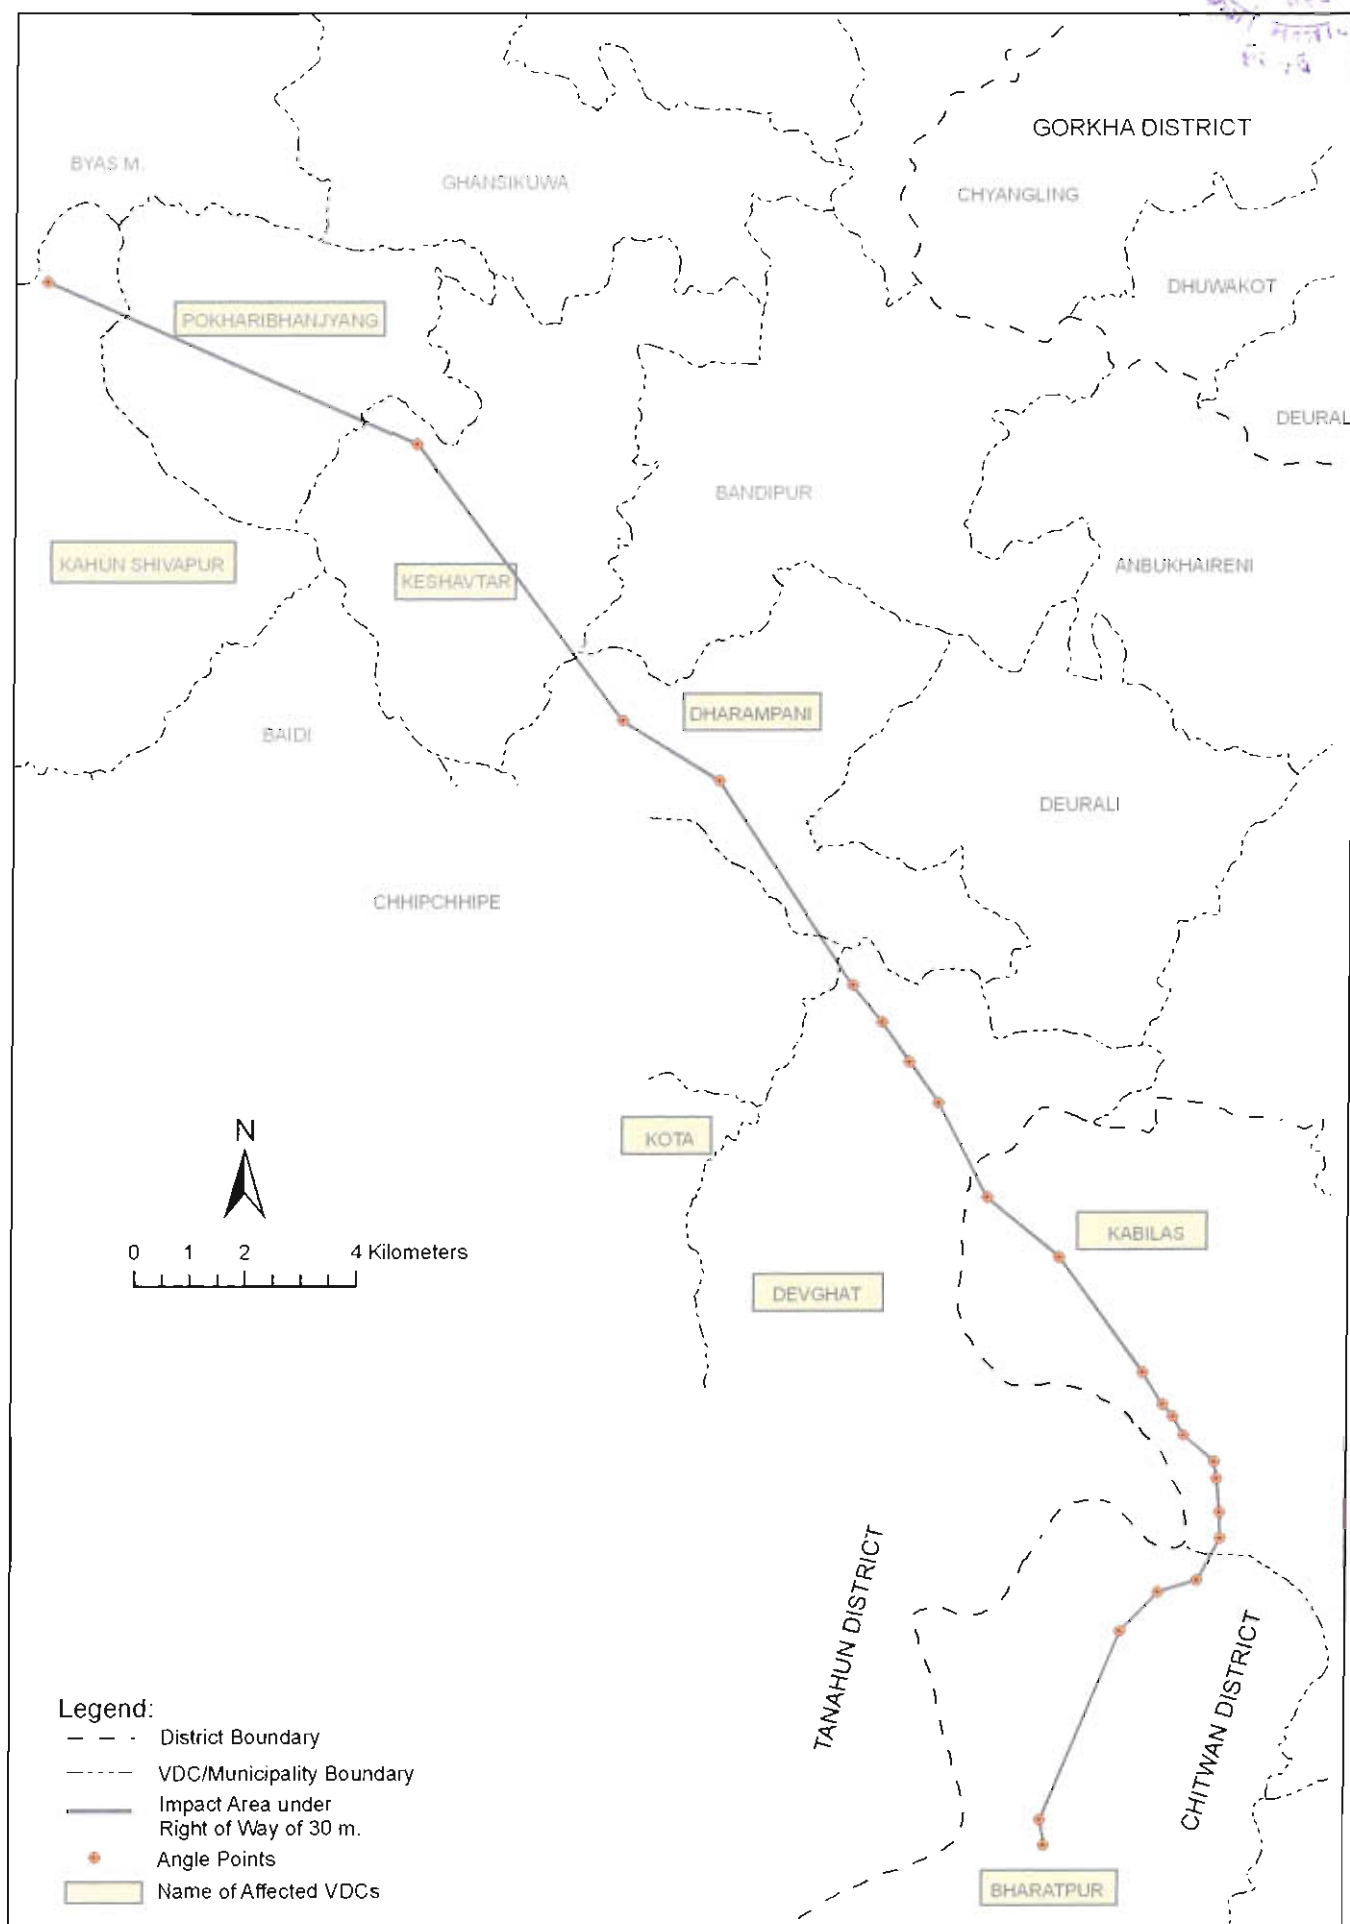 GORKHA DISTRICT
BYAS M.
GHANSIKUWA
CHYANGLING
DHUWAKOT
POKHARIBHANJYANG
DEURAL
BANDIPUR
KAHUN SHIVAPUR
KESHAVTAR
ANBUKHAIRENI
DHARAMPANI
BAIDI
DEURALI
CHHIPCHHIPE
N
KOTA
KABILAS
0 1 2 4 Kilometers
DEVGHAT
TANAHUN DISTRICT
CHITWAN DISTRICT
Legend:
District Boundary
VDC/Municipality Boundary
Impact Area under
Right of Way of 30 m.
Angle Points
Name of Affected VDCs
BHARATPUR